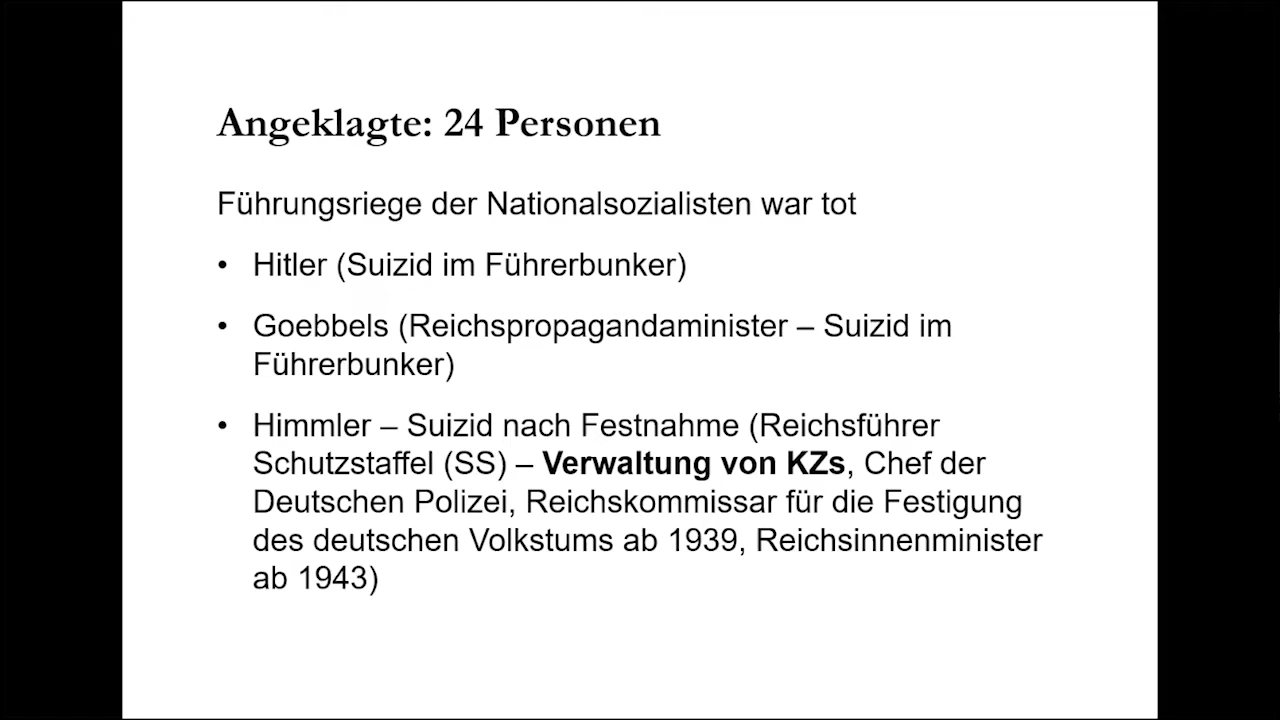 Angeklagte: 24 Personen
Führungsriege der Nationalsozialisten war tot
• Hitler (Suizid im Führerbunker)
• Goebbels (Reichspropagandaminister – Suizid im
Führerbunker)
• Himmler – Suizid nach Festnahme (Reichsführer
Schutzstaffel (SS) – Verwaltung von KZs, Chef der
Deutschen Polizei, Reichskommissar für die Festigung
des deutschen Volkstums ab 1939, Reichsinnenminister
ab 1943)